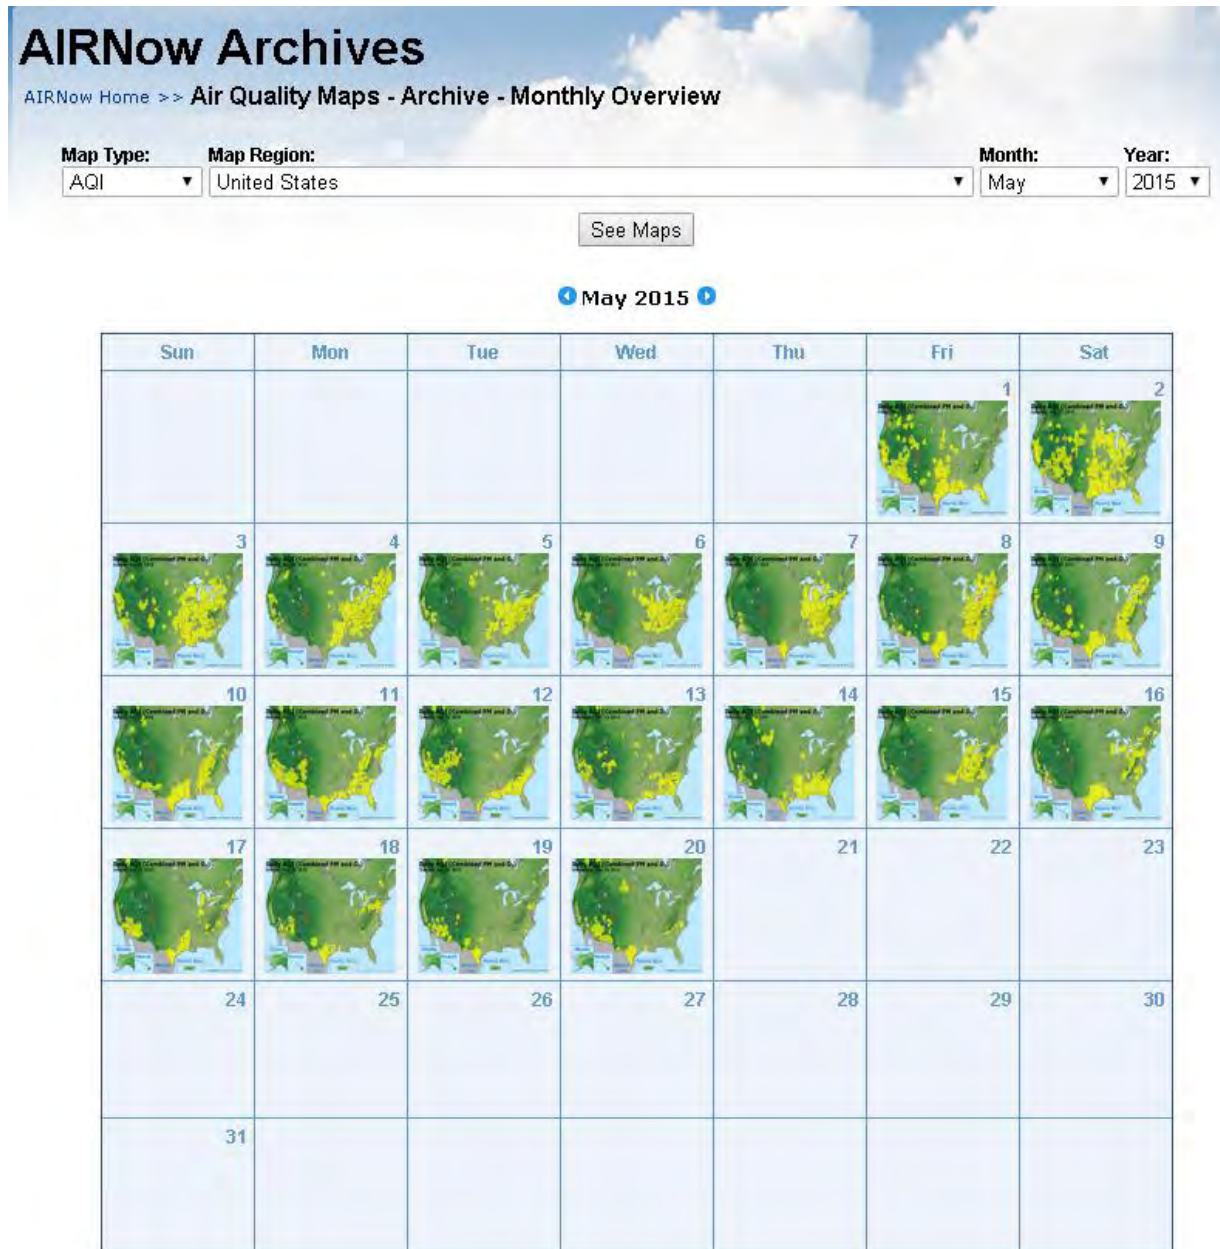 AIRNow Archives
AIRNow Home >> Air Quality Maps - Archive - Monthly Overview
Map Type: Map Region: Month: Year:
AQI United States May 2015
See Maps
May 2015
Sun Mon Tue Wed Thu Fri Sat
1 2
3 4 5 6 7 8 9
10 11 12 13 14 15 16
17 18 19 20 21 22 23
24 25 26 27 28 29 30
31